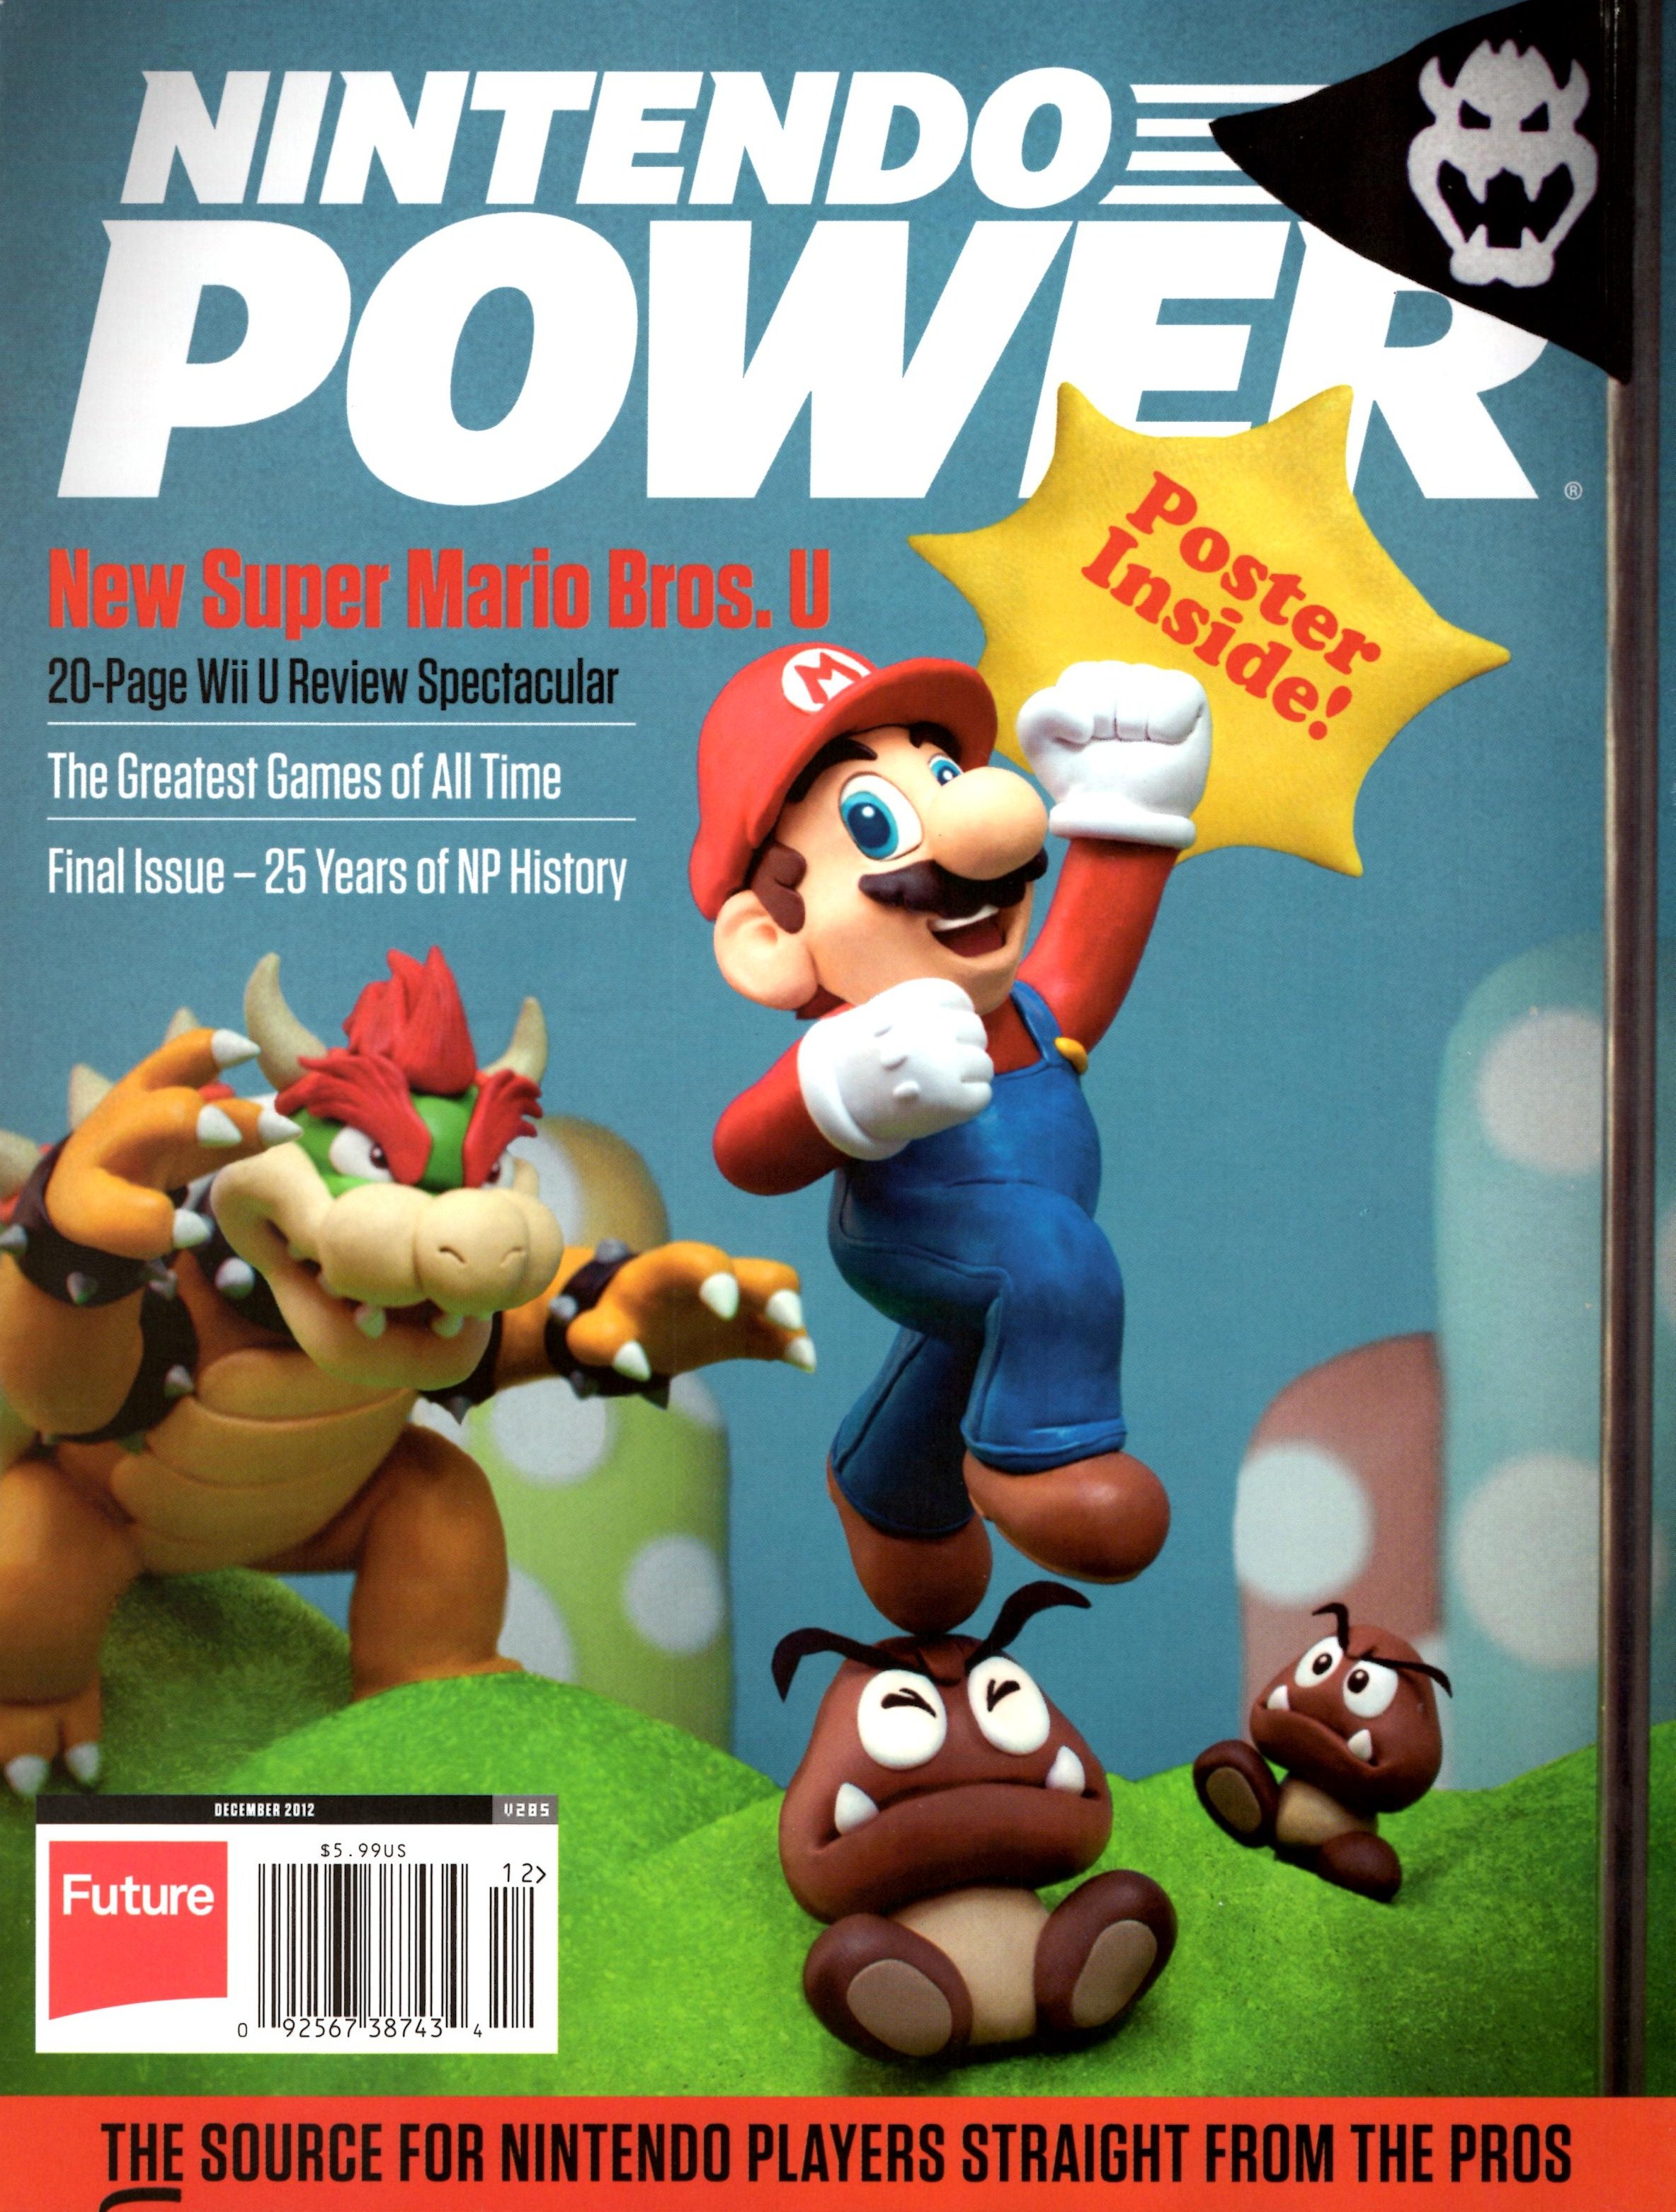 NINTENDO
POWER
®
Poster
Inside!
New Super Mario Bros. U
20-Page Wii U Review Spectacular
The Greatest Games of All Time
Final Issue – 25 Years of NP History
M
DECEMBER 2012 V285
$5.99US
12>
Future
0 92567 38743 4
THE SOURCE FOR NINTENDO PLAYERS STRAIGHT FROM THE PROS